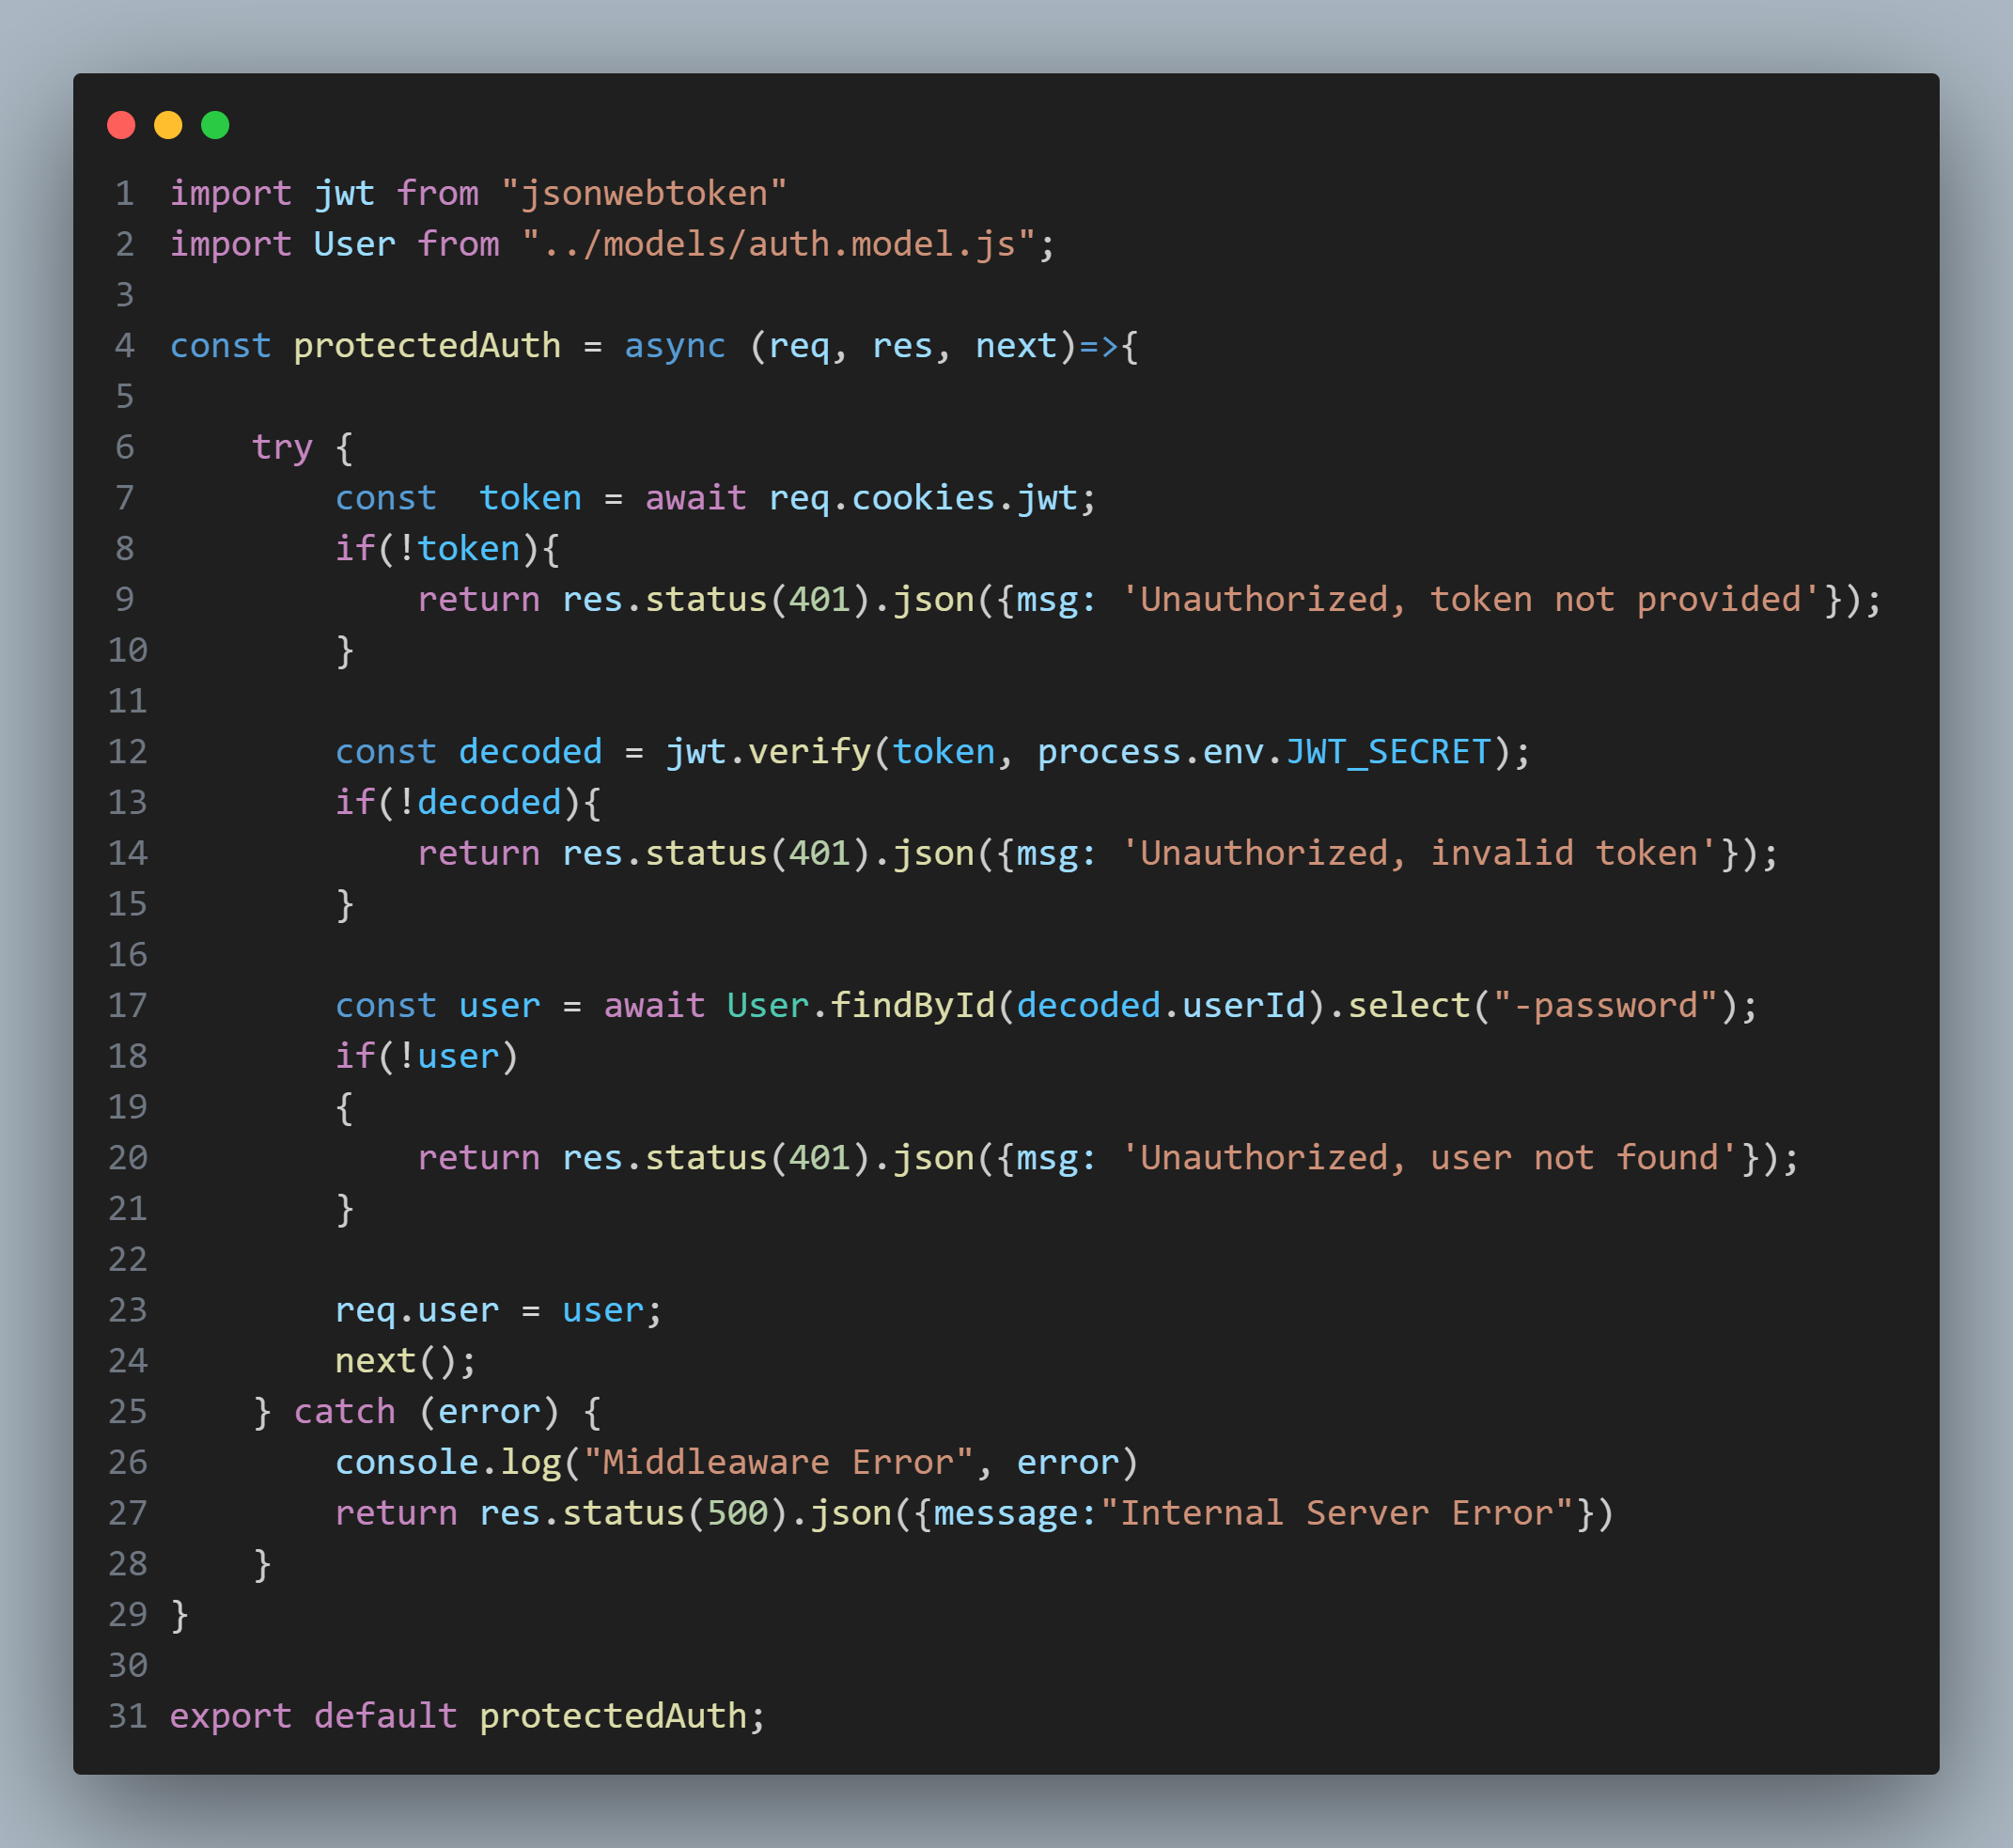 1 import jwt from "jsonwebtoken"
2 import User from "../models/auth.model.js";
3
4 const protectedAuth = async (req, res, next)=>{
5
6     try {
7         const  token = await req.cookies.jwt;
8         if(!token){
9             return res.status(401).json({msg: 'Unauthorized, token not provided'});
10         }
11
12         const decoded = jwt.verify(token, process.env.JWT_SECRET);
13         if(!decoded){
14             return res.status(401).json({msg: 'Unauthorized, invalid token'});
15         }
16
17         const user = await User.findById(decoded.userId).select("-password");
18         if(!user)
19         {
20             return res.status(401).json({msg: 'Unauthorized, user not found'});
21         }
22
23         req.user = user;
24         next();
25     } catch (error) {
26         console.log("Middleaware Error", error)
27         return res.status(500).json({message:"Internal Server Error"})
28     }
29 }
30
31 export default protectedAuth;